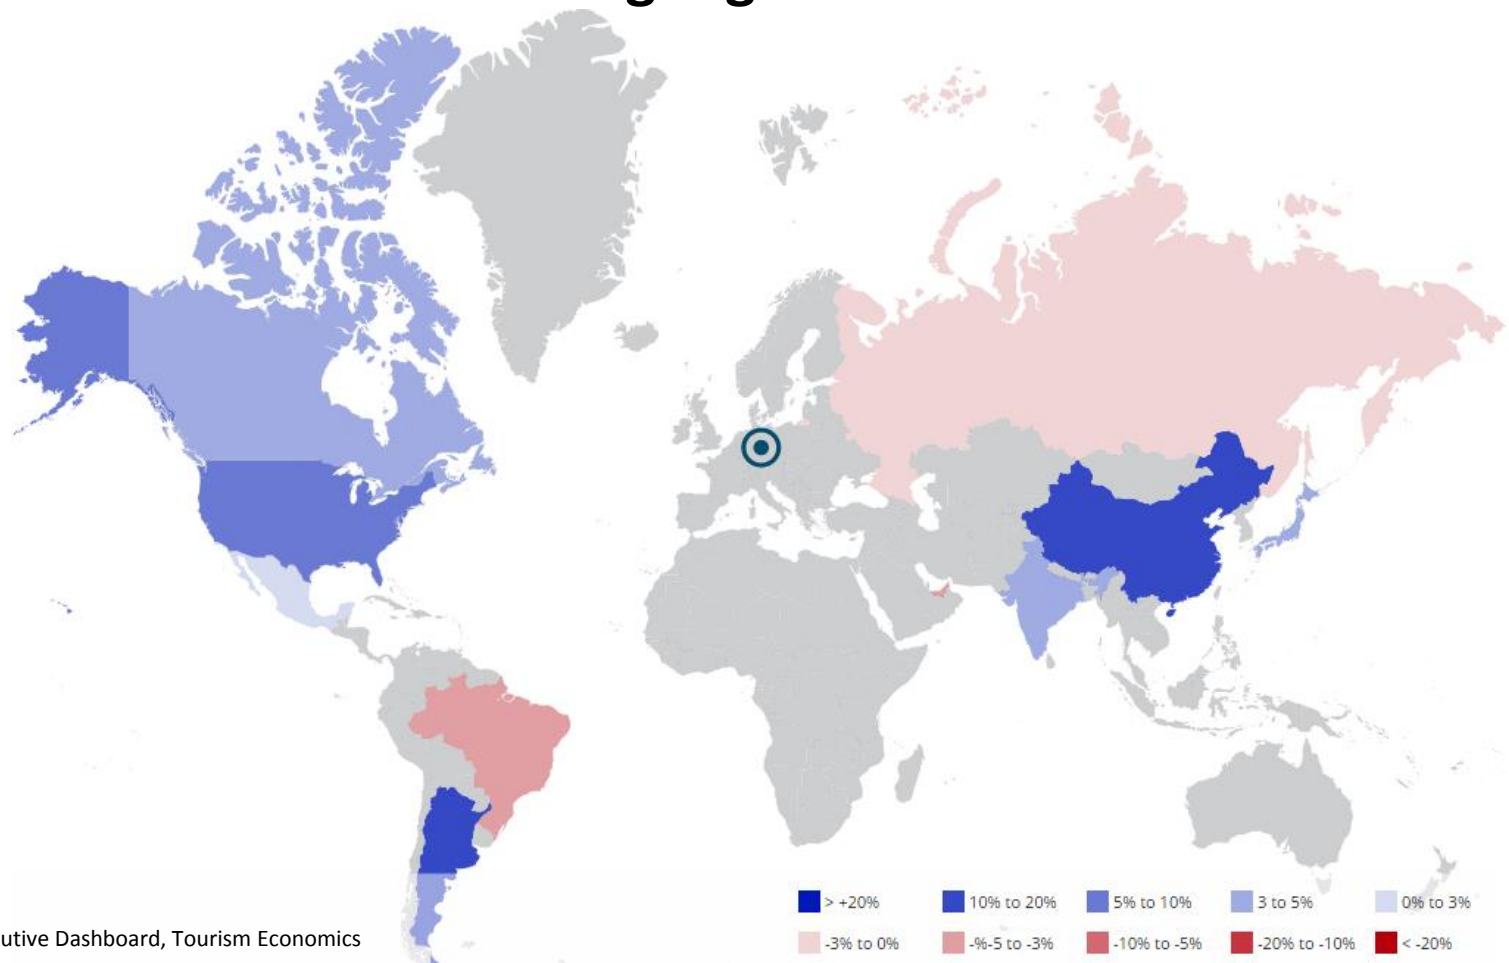 > +20% 10% to 20% 5% to 10% 3 to 5% 0% to 3%
-3% to 0% -%-5 to -3% -10% to -5% -20% to -10% < -20%
utive Dashboard, Tourism Economics